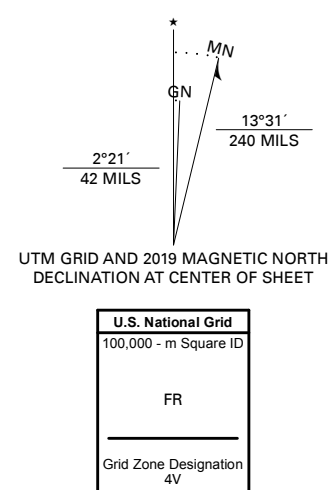 ★
MN
GN
13°31´
240 MILS
2°21´
42 MILS
UTM GRID AND 2019 MAGNETIC NORTH
DECLINATION AT CENTER OF SHEET
U.S. National Grid
100,000 - m Square ID
FR
Grid Zone Designation
4V